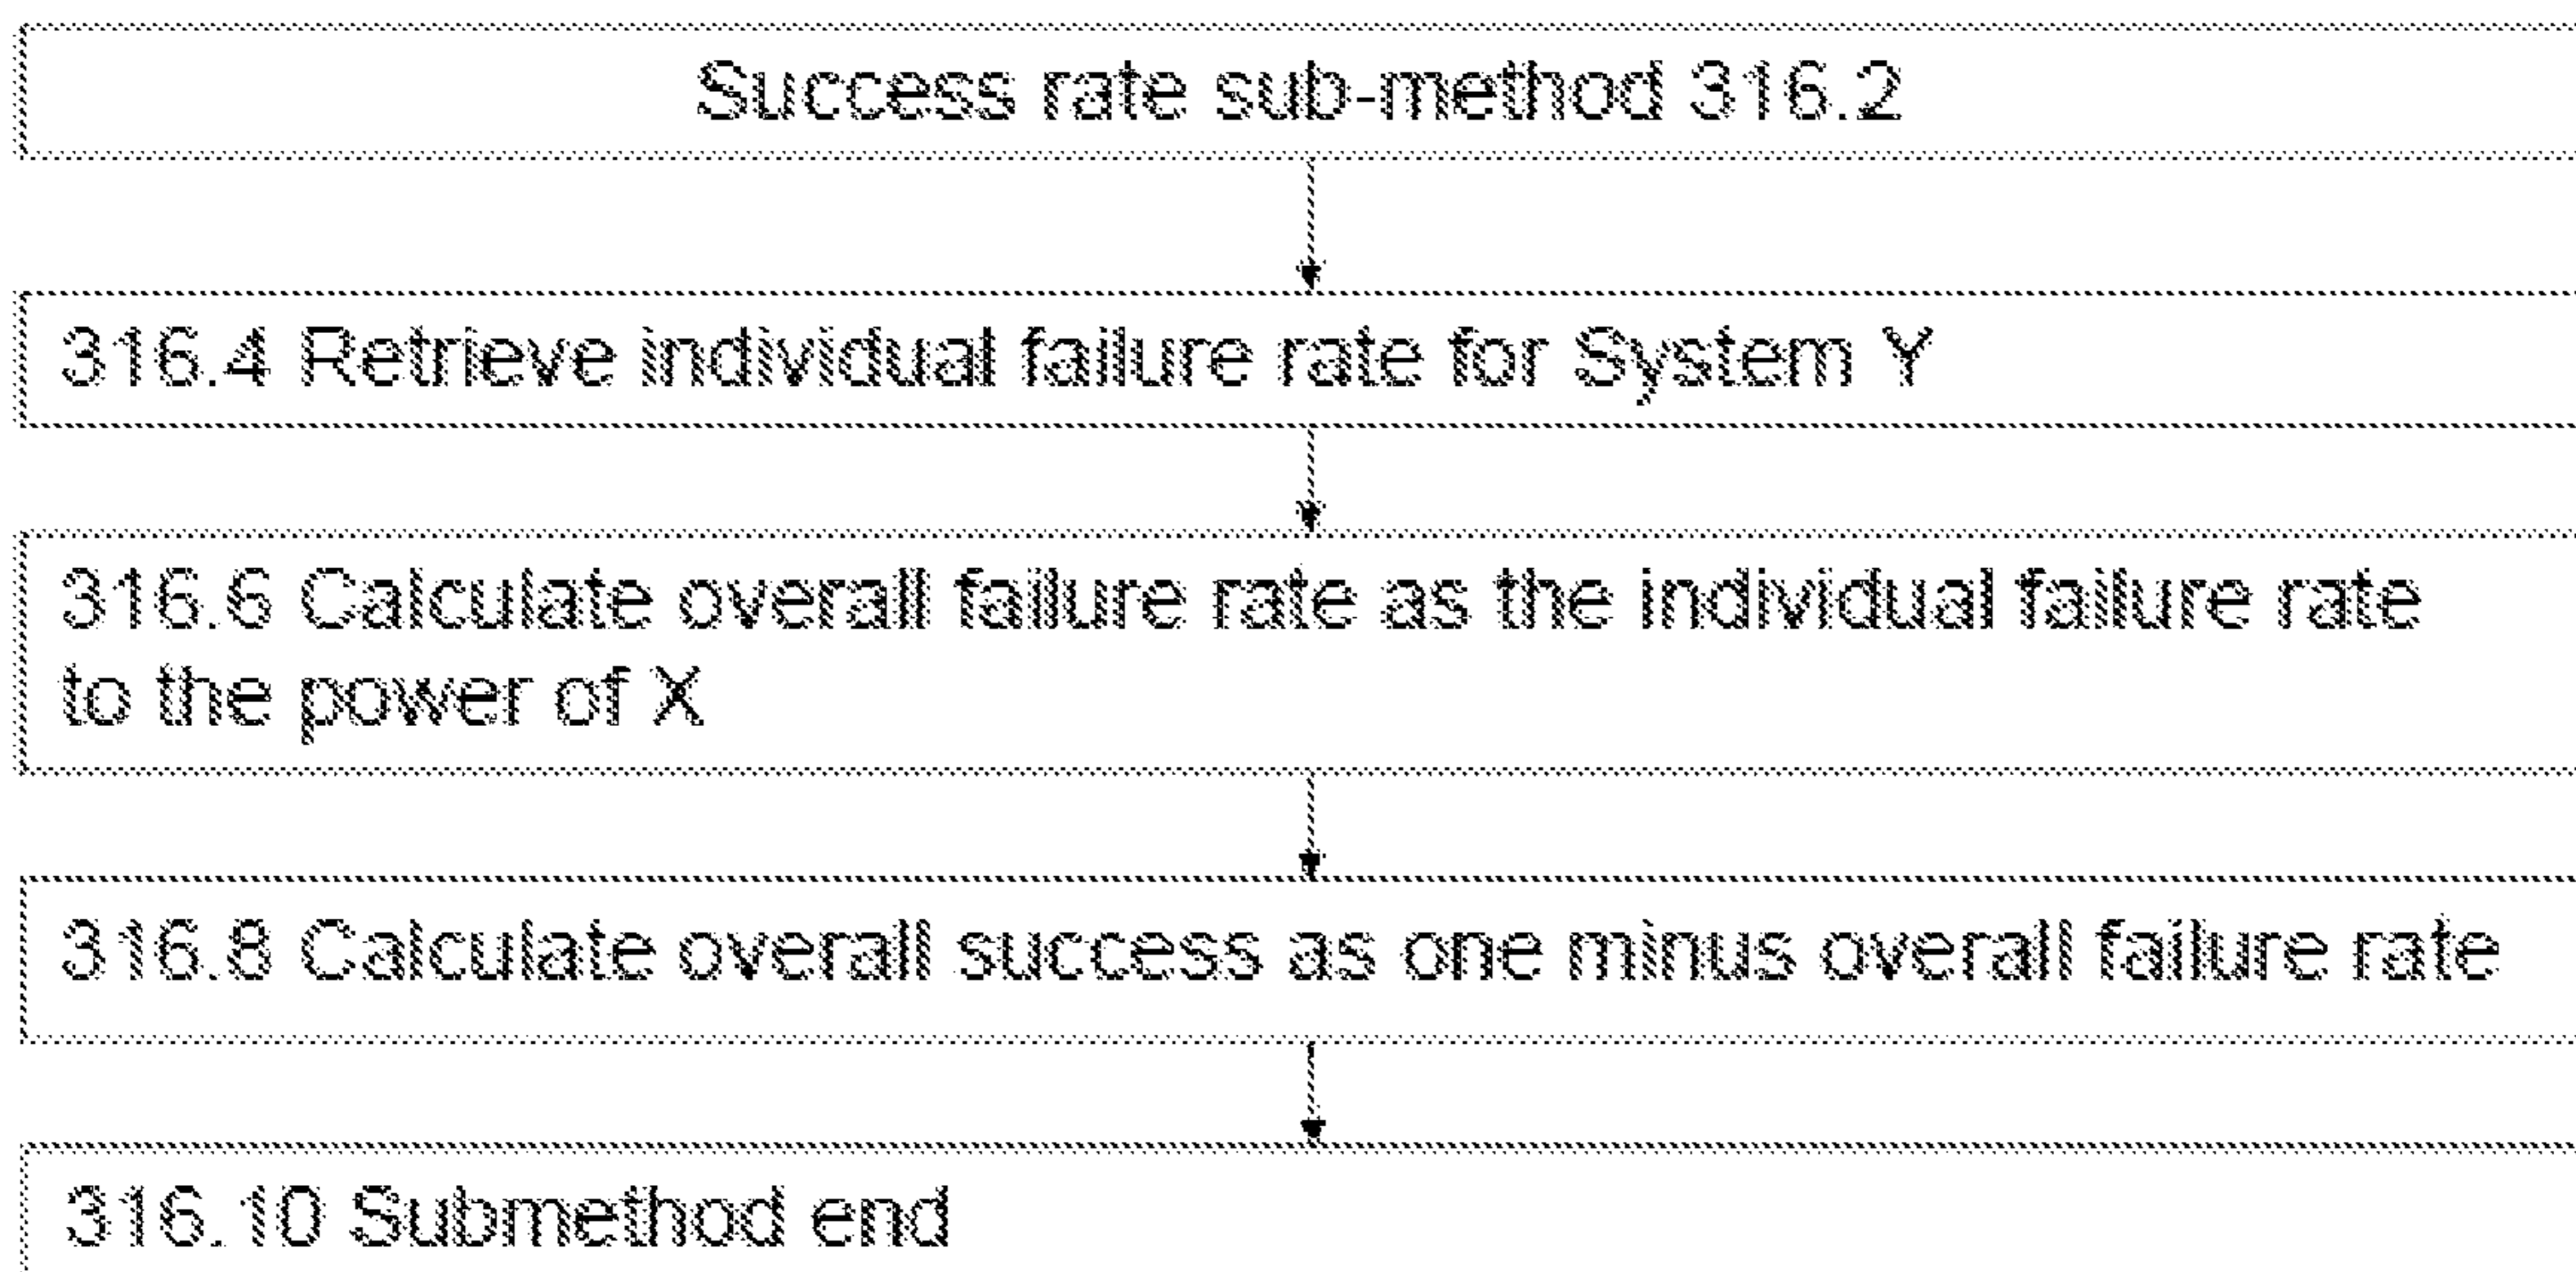 Success rate sub-method 316.2
316.4 Retrieve individual failure rate for System Y
316.6 Calculate overall failure rate as the individual failure rate
to the power of X
316.8 Calculate overall success as one minus overall failure rate
316.10 Submethod end